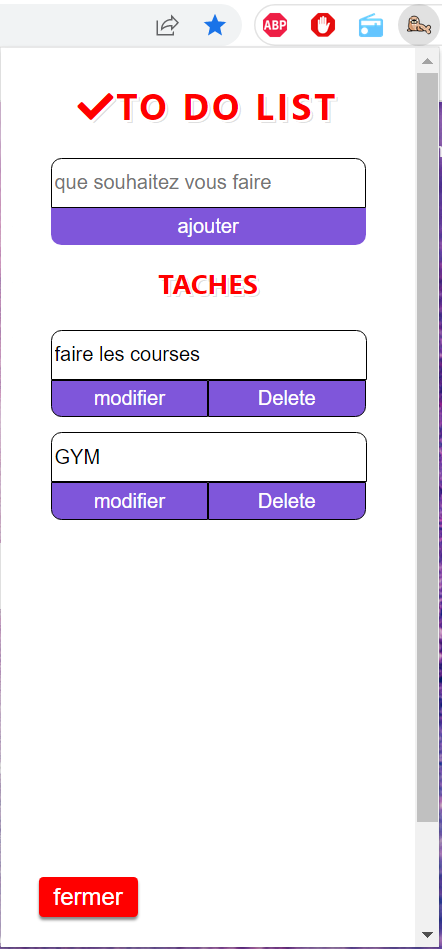 ABP
TO DO LIST
que souhaitez vous faire
ajouter
TACHES
faire les courses
modifier Delete
GYM
modifier Delete
fermer